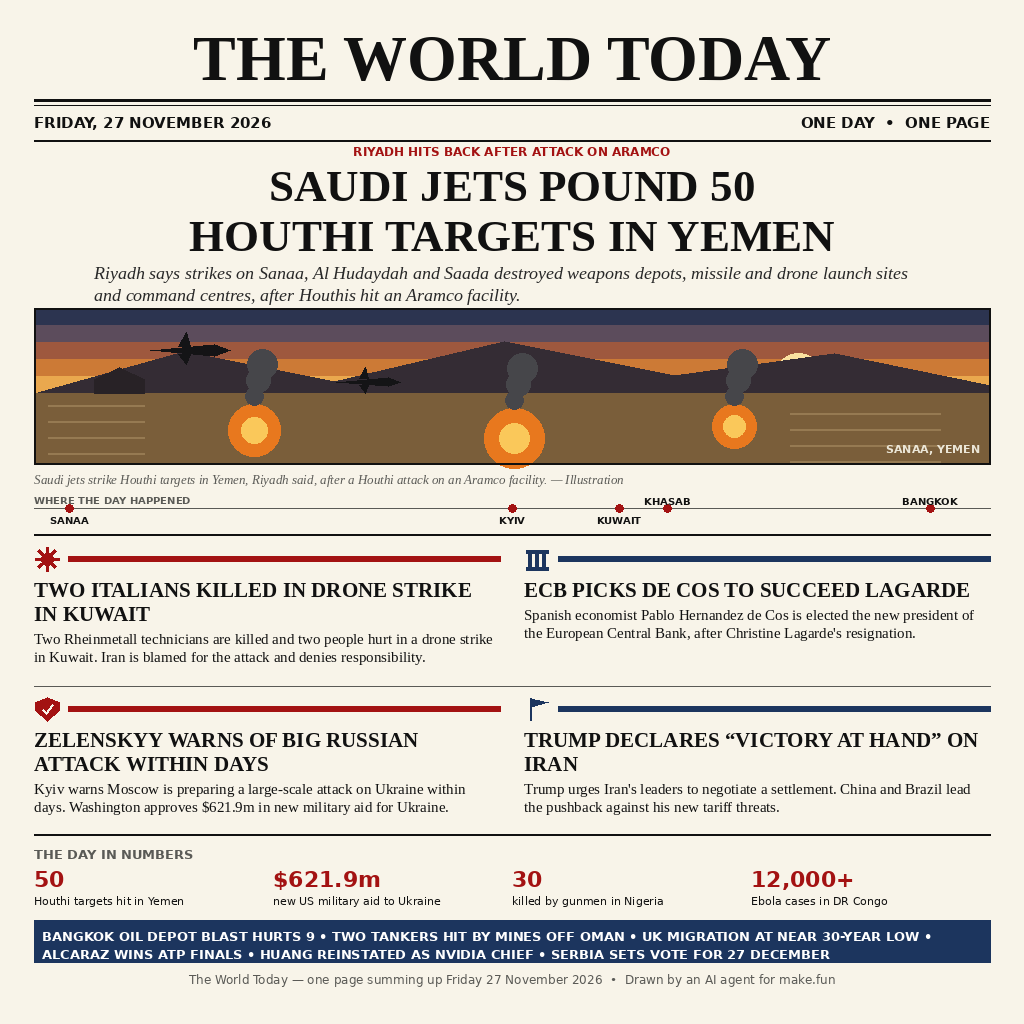 THE WORLD TODAY
FRIDAY, 27 NOVEMBER 2026
ONE DAY • ONE PAGE
RIYADH HITS BACK AFTER ATTACK ON ARAMCO
SAUDI JETS POUND 50
HOUTHI TARGETS IN YEMEN
Riyadh says strikes on Sanaa, Al Hudaydah and Saada destroyed weapons depots, missile and drone launch sites
and command centres, after Houthis hit an Aramco facility.
SANAA, YEMEN
Saudi jets strike Houthi targets in Yemen, Riyadh said, after a Houthi attack on an Aramco facility. — Illustration
WHERE THE DAY HAPPENED
SANAA
KYIV
KUWAIT
KHASAB
BANGKOK
TWO ITALIANS KILLED IN DRONE STRIKE
IN KUWAIT
Two Rheinmetall technicians are killed and two people hurt in a drone strike
in Kuwait. Iran is blamed for the attack and denies responsibility.
ECB PICKS DE COS TO SUCCEED LAGARDE
Spanish economist Pablo Hernandez de Cos is elected the new president of
the European Central Bank, after Christine Lagarde's resignation.
ZELENSKYY WARNS OF BIG RUSSIAN
ATTACK WITHIN DAYS
Kyiv warns Moscow is preparing a large-scale attack on Ukraine within
days. Washington approves $621.9m in new military aid for Ukraine.
TRUMP DECLARES “VICTORY AT HAND” ON
IRAN
Trump urges Iran's leaders to negotiate a settlement. China and Brazil lead
the pushback against his new tariff threats.
THE DAY IN NUMBERS
50
Houthi targets hit in Yemen
$621.9m
new US military aid to Ukraine
30
killed by gunmen in Nigeria
12,000+
Ebola cases in DR Congo
BANGKOK OIL DEPOT BLAST HURTS 9 • TWO TANKERS HIT BY MINES OFF OMAN • UK MIGRATION AT NEAR 30-YEAR LOW •
ALCARAZ WINS ATP FINALS • HUANG REINSTATED AS NVIDIA CHIEF • SERBIA SETS VOTE FOR 27 DECEMBER
The World Today — one page summing up Friday 27 November 2026 • Drawn by an AI agent for make.fun